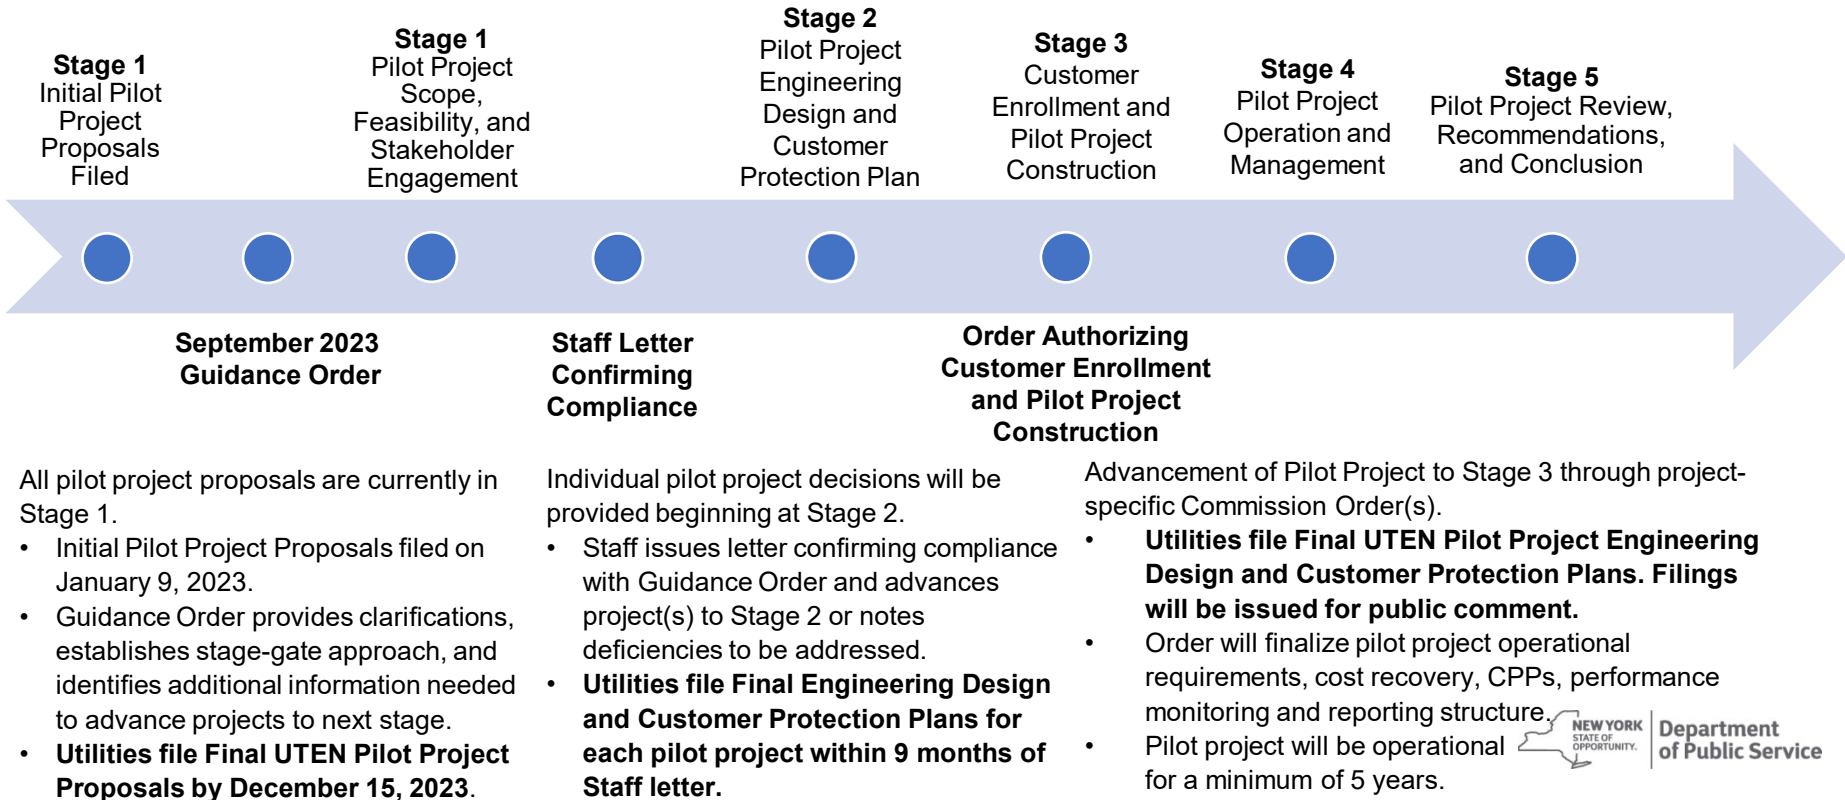 Stage 1
Initial Pilot
Project
Proposals
Filed
Stage 1
Pilot Project
Scope,
Feasibility, and
Stakeholder
Engagement
Stage 2
Pilot Project
Engineering
Design and
Customer
Protection Plan
Stage 3
Customer
Enrollment and
Pilot Project
Construction
Stage 4
Pilot Project
Operation and
Management
Stage 5
Pilot Project Review,
Recommendations,
and Conclusion
September 2023
Guidance Order
Staff Letter
Confirming
Compliance
Order Authorizing
Customer Enrollment
and Pilot Project
Construction
All pilot project proposals are currently in
Stage 1.
• Initial Pilot Project Proposals filed on
January 9, 2023.
• Guidance Order provides clarifications,
establishes stage-gate approach, and
identifies additional information needed
to advance projects to next stage.
• Utilities file Final UTEN Pilot Project
Proposals by December 15, 2023.
Individual pilot project decisions will be
provided beginning at Stage 2.
• Staff issues letter confirming compliance
with Guidance Order and advances
project(s) to Stage 2 or notes
deficiencies to be addressed.
• Utilities file Final Engineering Design
and Customer Protection Plans for
each pilot project within 9 months of
Staff letter.
Advancement of Pilot Project to Stage 3 through project-
specific Commission Order(s).
• Utilities file Final UTEN Pilot Project Engineering
Design and Customer Protection Plans. Filings
will be issued for public comment.
• Order will finalize pilot project operational
requirements, cost recovery, CPPs, performance
monitoring and reporting structure.
• Pilot project will be operational
for a minimum of 5 years.
NEW YORK
STATE OF
OPPORTUNITY.
Department
of Public Service